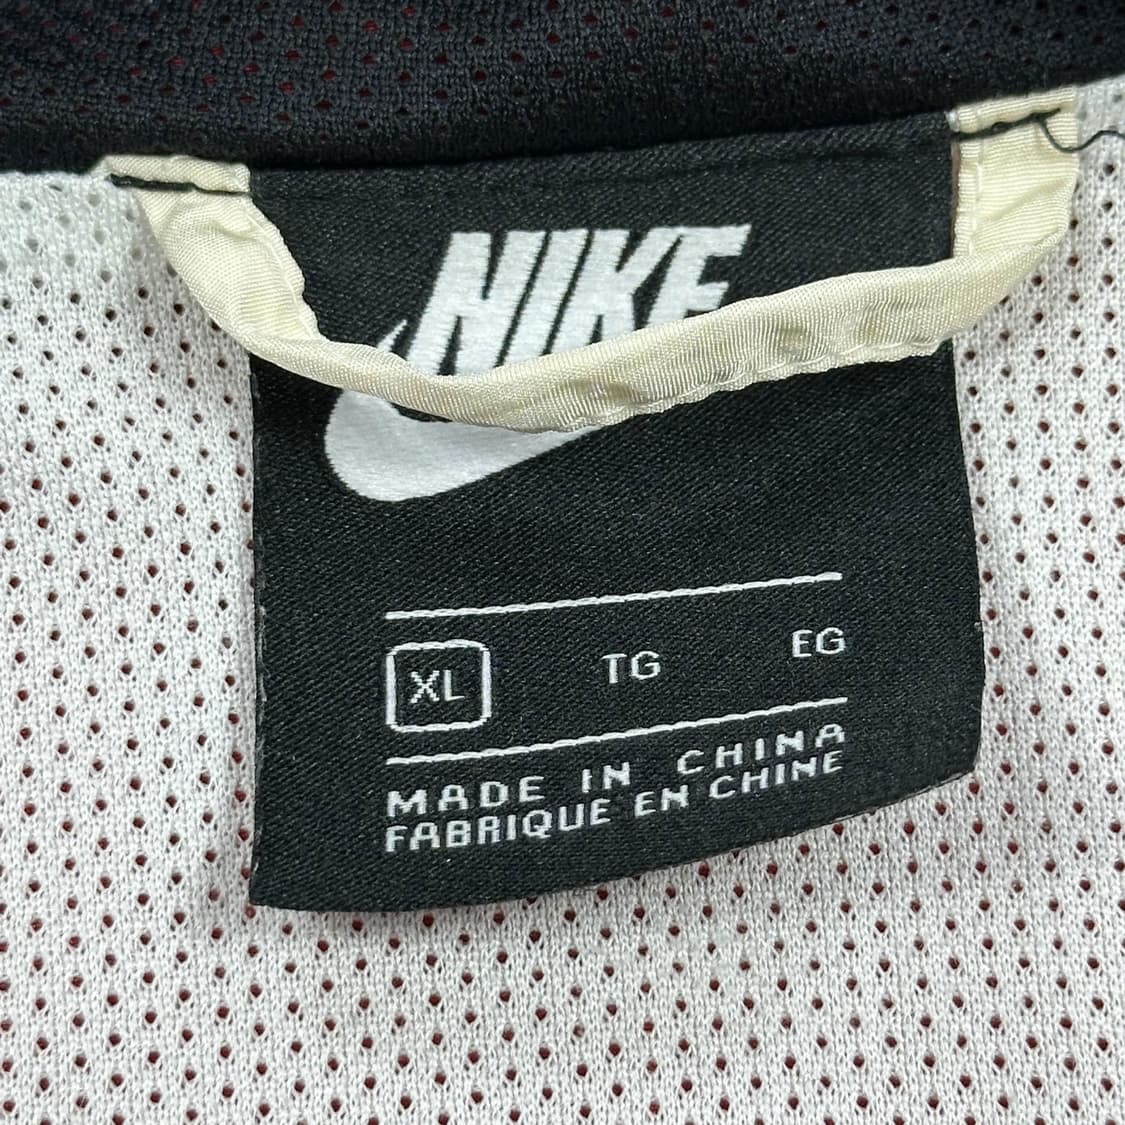 NIKE
XL TG EG
MADE IN CHINA
FABRIQUE EN CHINE